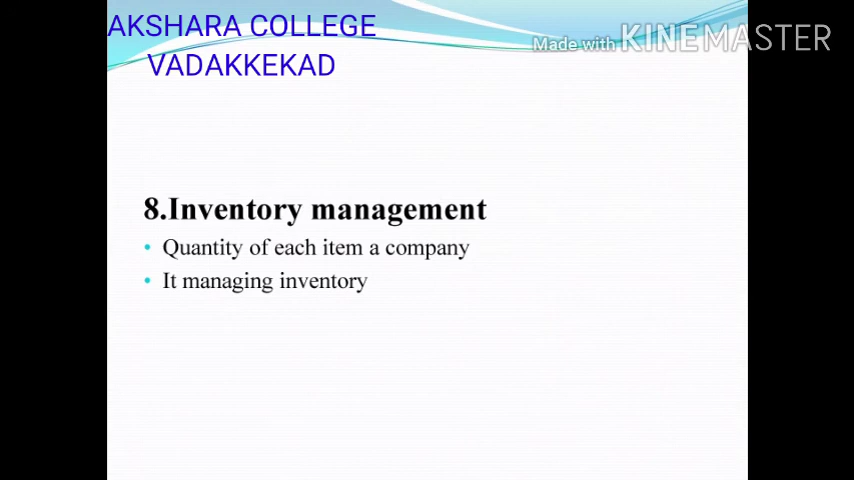 AKSHARA COLLEGE
VADAKKEKAD
Made with KINEMASTER
8.Inventory management
• Quantity of each item a company
• It managing inventory